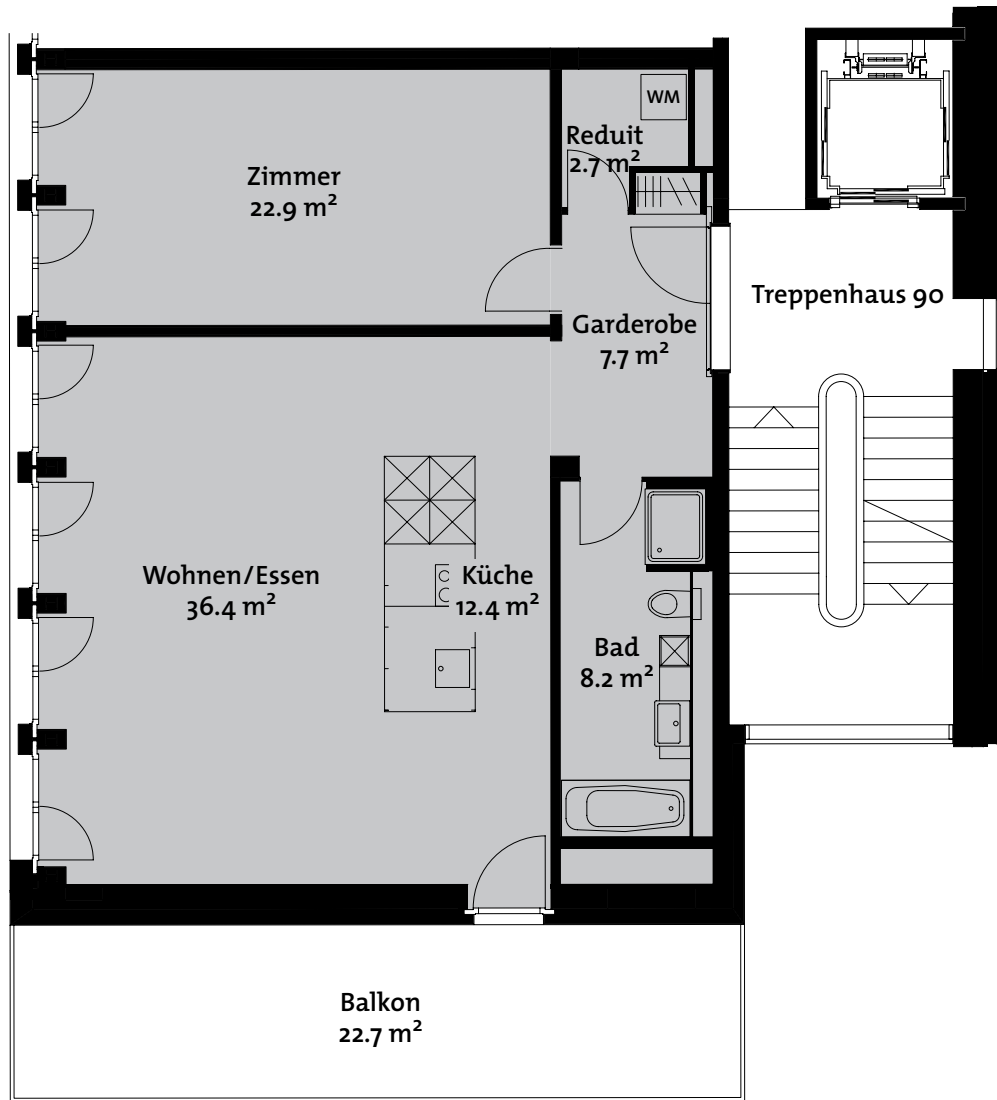 WM
Reduit
2.7 m²
Zimmer
22.9 m²
Treppenhaus 90
Garderobe
7.7 m²
Wohnen/Essen
36.4 m²
Küche
12.4 m²
Bad
8.2 m²
Balkon
22.7 m²